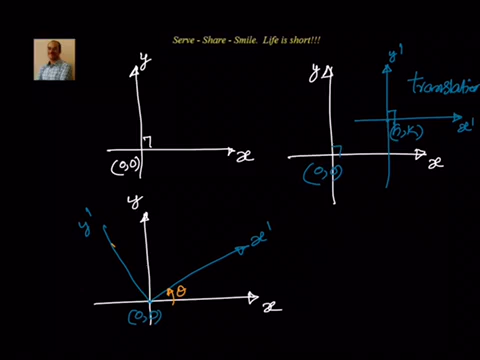 Serve - Share - Smile. Life is short!!!
y
x
(0,0)
y
y'
translation
(h,k)
x'
(0,0)
x
y
y'
x'
θ
(0,0)
x